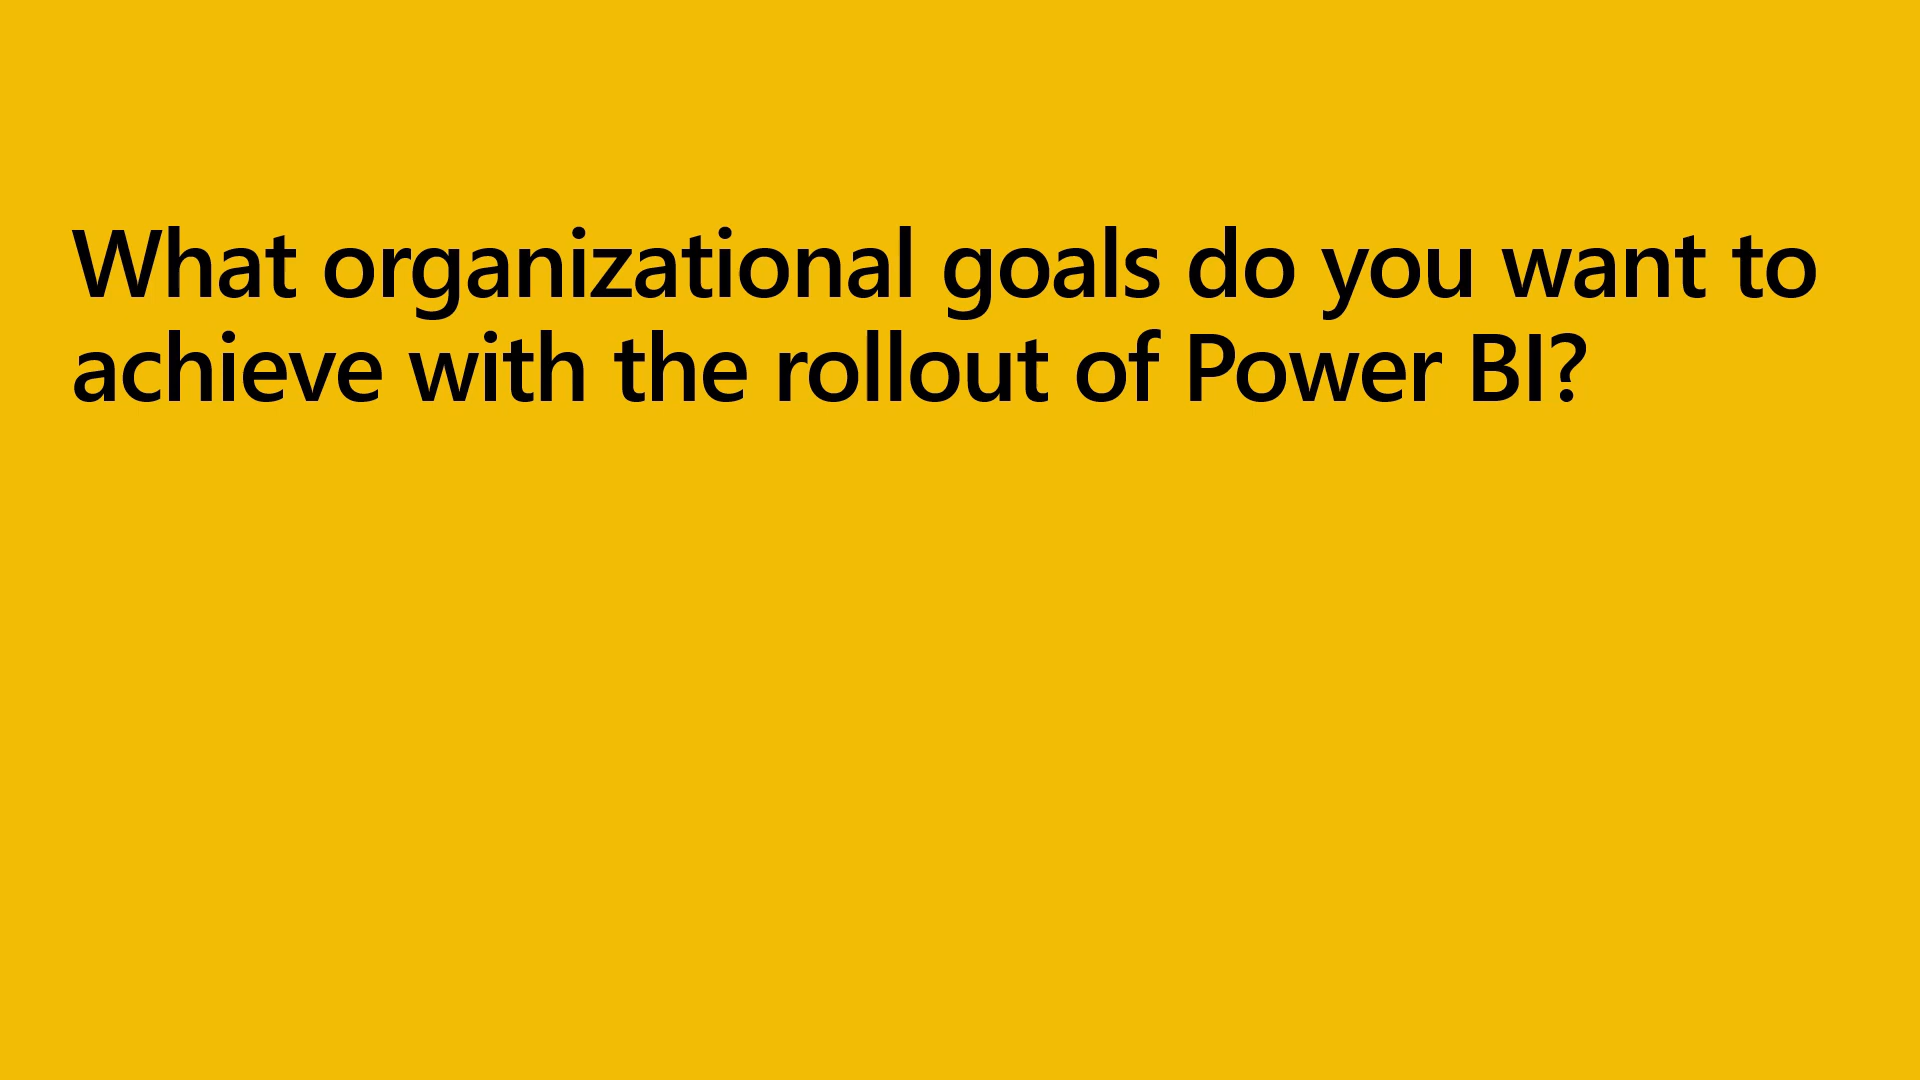 What organizational goals do you want to
achieve with the rollout of Power BI?